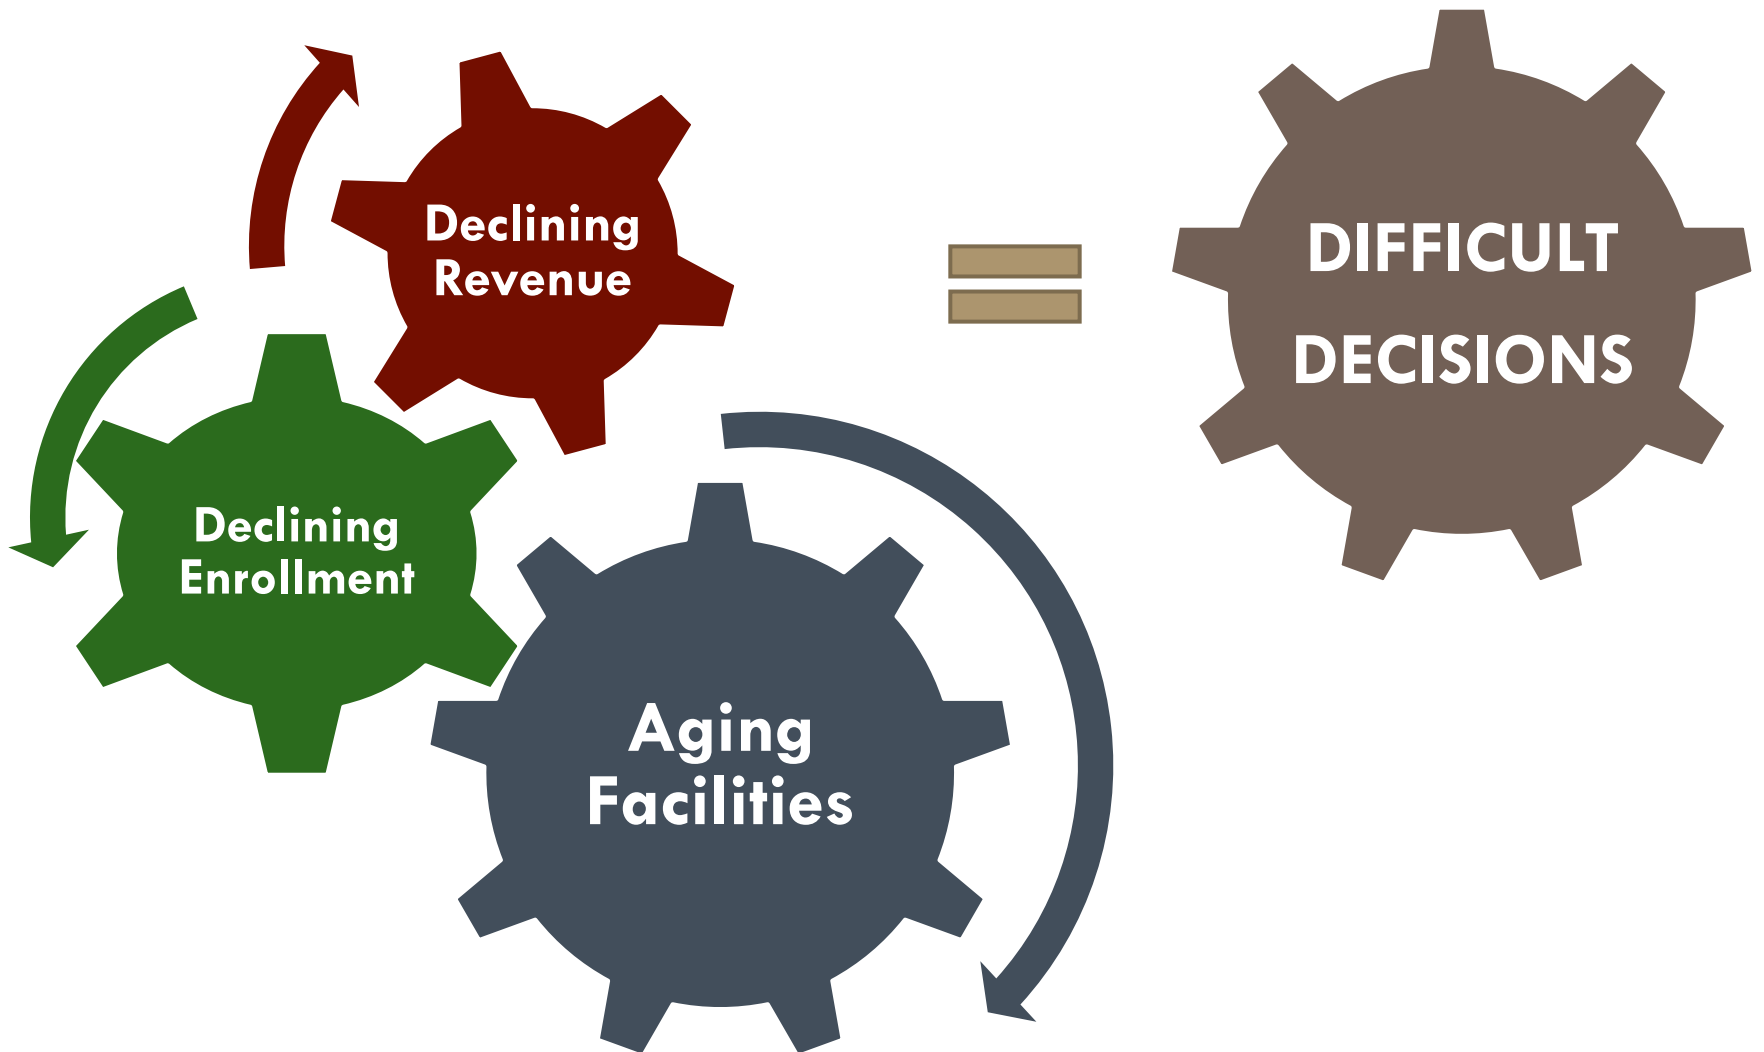 Declining
Revenue
DIFFICULT
DECISIONS
Declining
Enrollment
Aging
Facilities